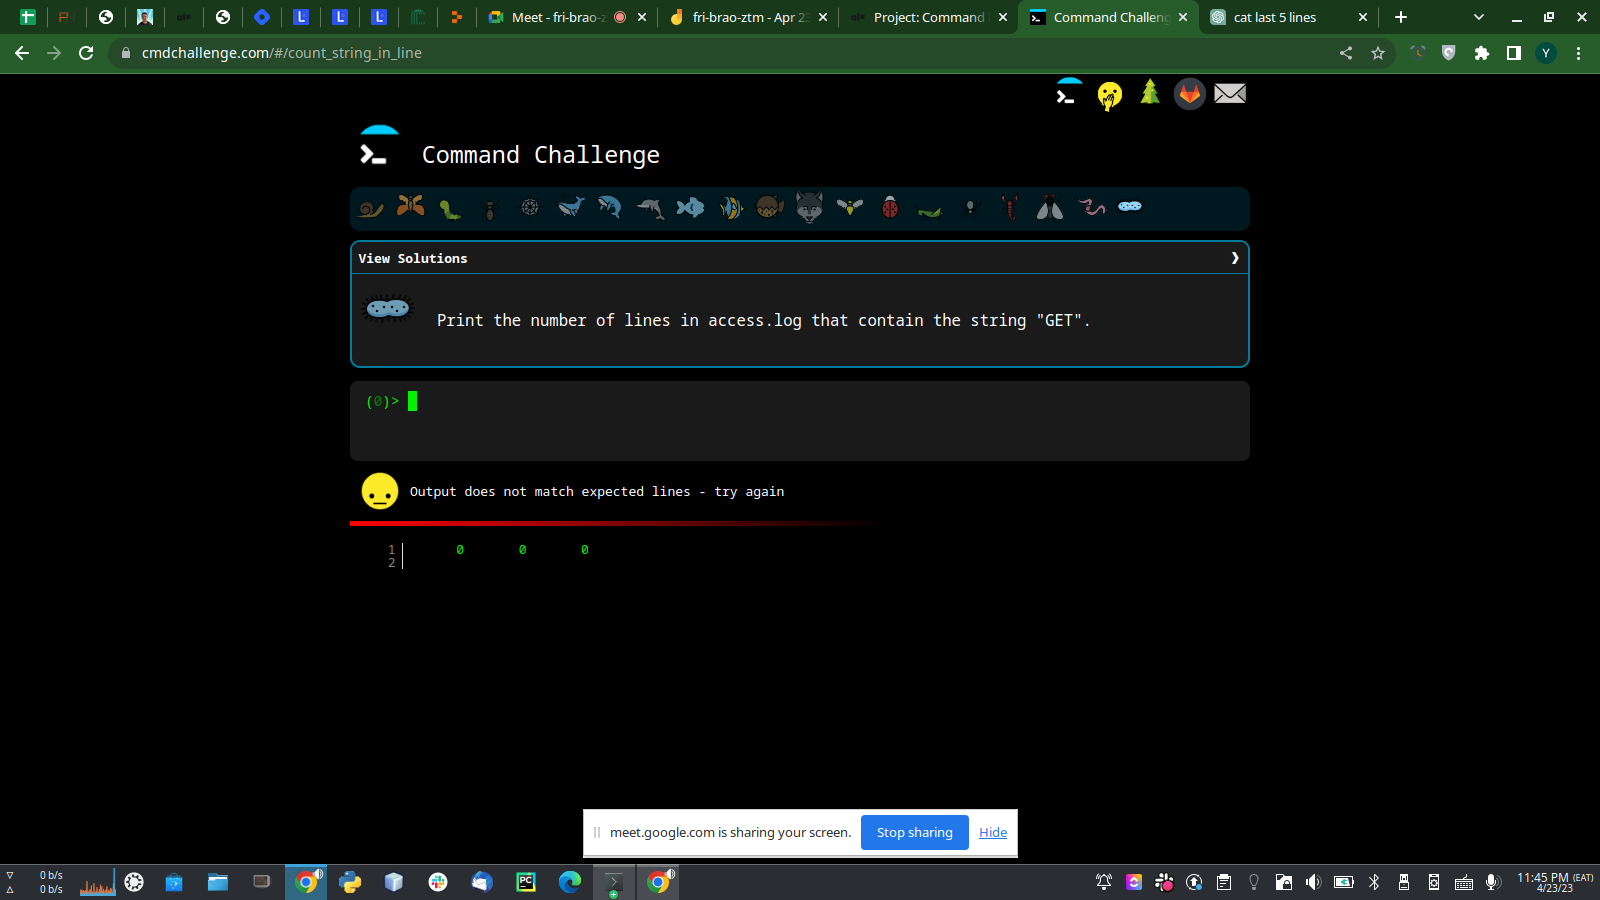 Meet - fri-brao-z
fri-brao-ztm - Apr 2
Project: Command
Command Challeng
cat last 5 lines
cmdchallenge.com/#/count_string_in_line
Y
Command Challenge
View Solutions
Print the number of lines in access.log that contain the string "GET".
(0)>
Output does not match expected lines - try again
1 0 0 0
2
meet.google.com is sharing your screen. Stop sharing Hide
0 b/s
0 b/s
11:45 PM (EAT)
4/23/23